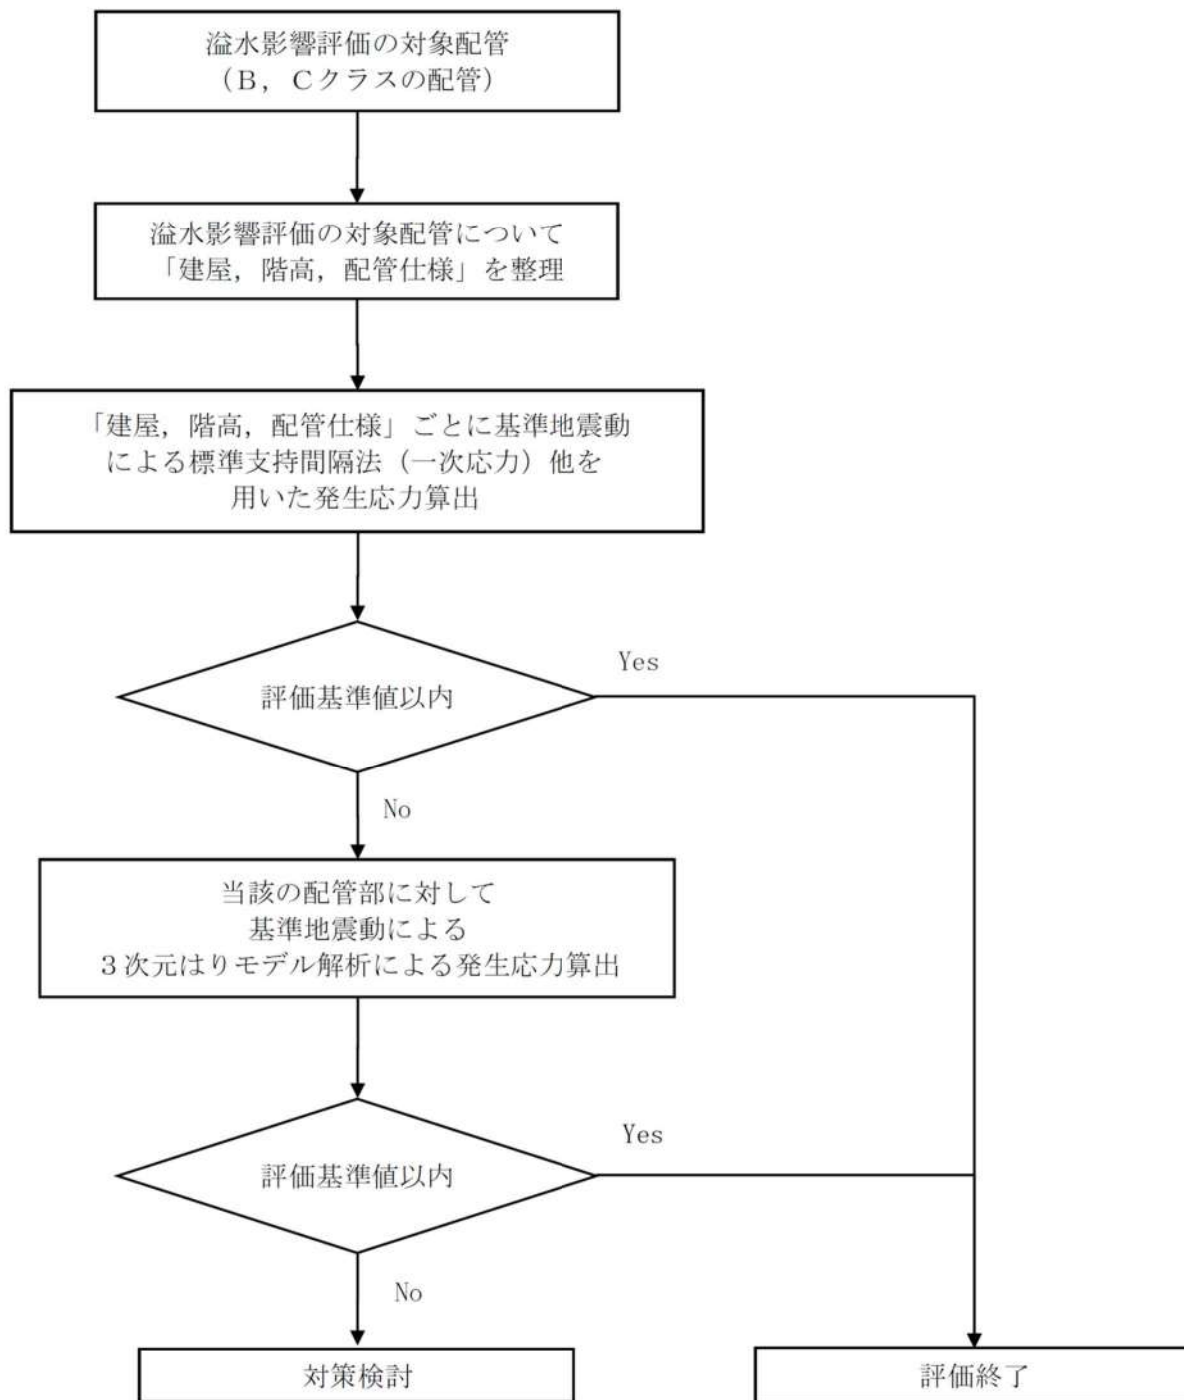 溢水影響評価の対象配管
（Ｂ，Ｃクラスの配管）
溢水影響評価の対象配管について
「建屋，階高，配管仕様」を整理
「建屋，階高，配管仕様」ごとに基準地震動
による標準支持間隔法（一次応力）他を
用いた発生応力算出
評価基準値以内
Yes
No
当該の配管部に対して
基準地震動による
３次元はりモデル解析による発生応力算出
評価基準値以内
Yes
No
対策検討
評価終了